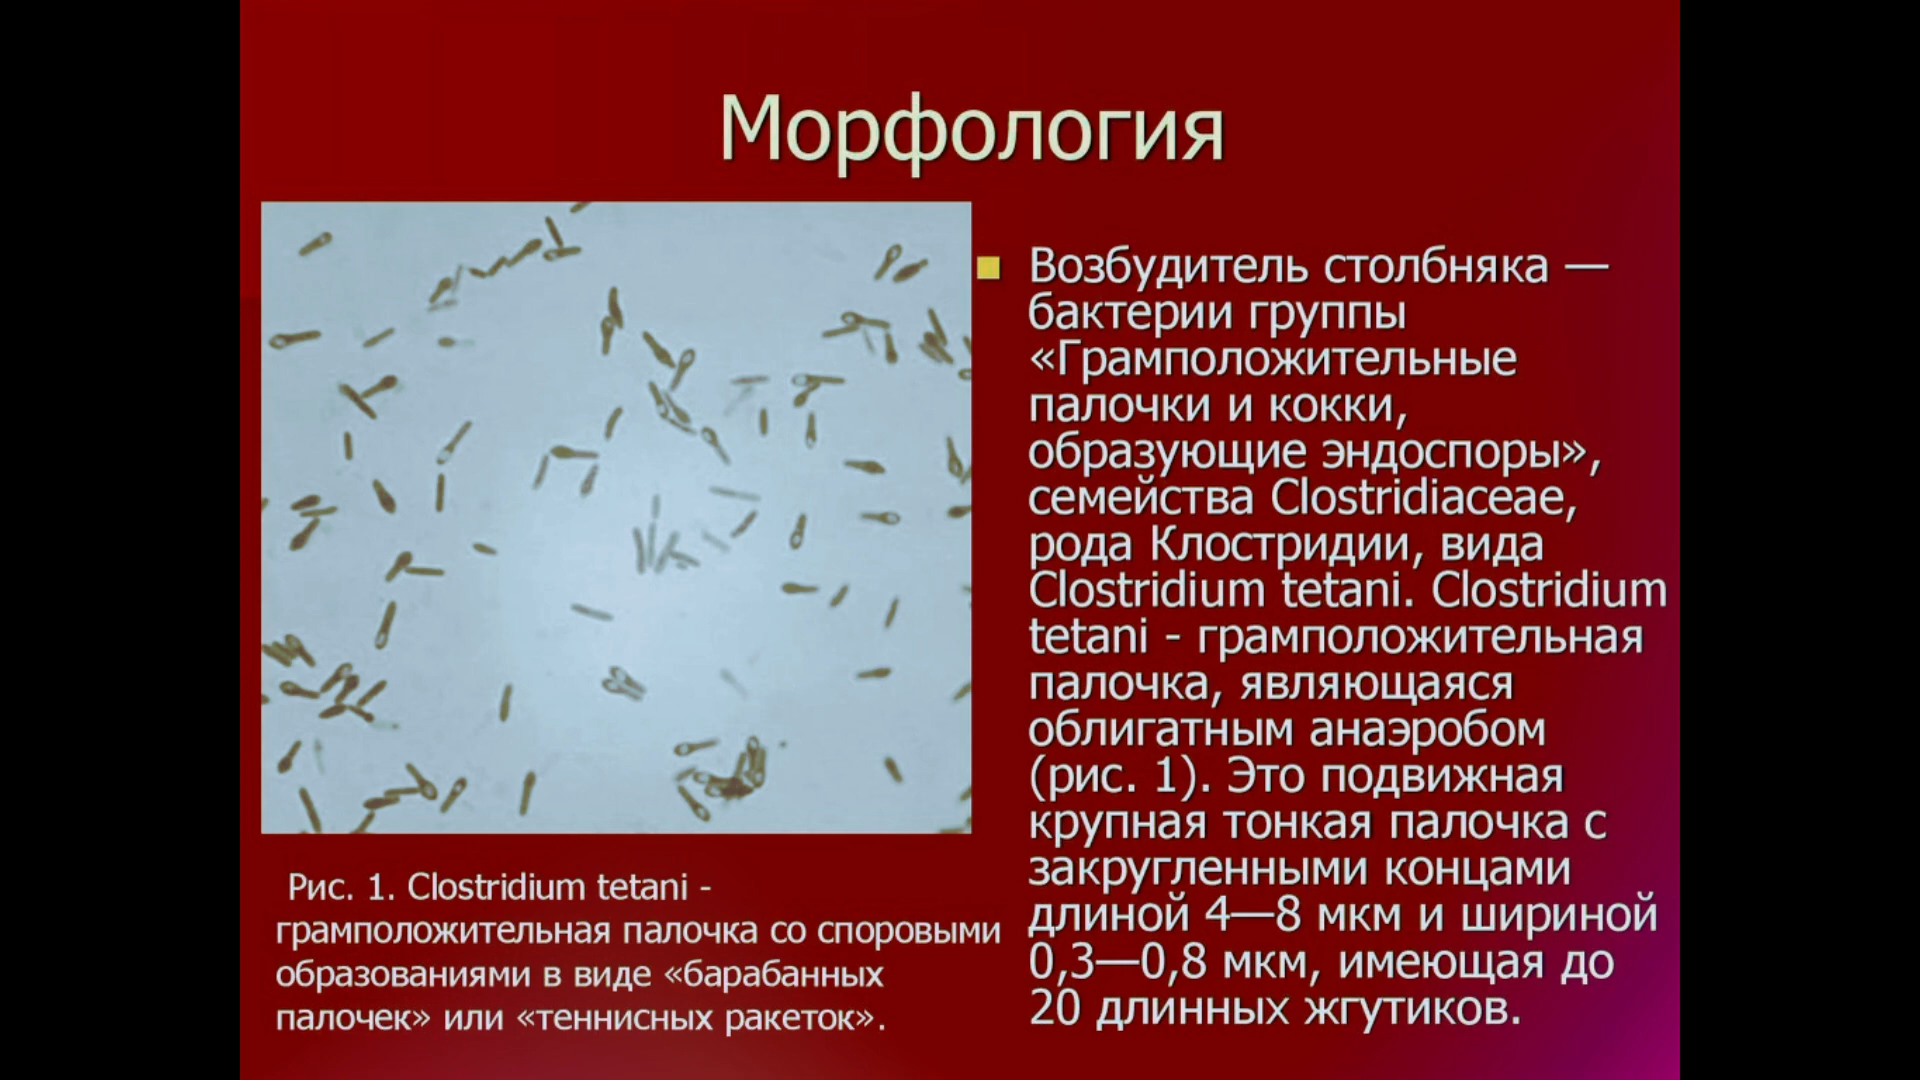 Морфология
Возбудитель столбняка —
бактерии группы
«Грамположительные
палочки и кокки,
образующие эндоспоры»,
семейства Clostridiaceae,
рода Клостридии, вида
Clostridium tetani. Clostridium
tetani - грамположительная
палочка, являющаяся
облигатным анаэробом
(рис. 1). Это подвижная
крупная тонкая палочка с
закругленными концами
длиной 4—8 мкм и шириной
0,3—0,8 мкм, имеющая до
20 длинных жгутиков.
Рис. 1. Clostridium tetani -
грамположительная палочка со споровыми
образованиями в виде «барабанных
палочек» или «теннисных ракеток».